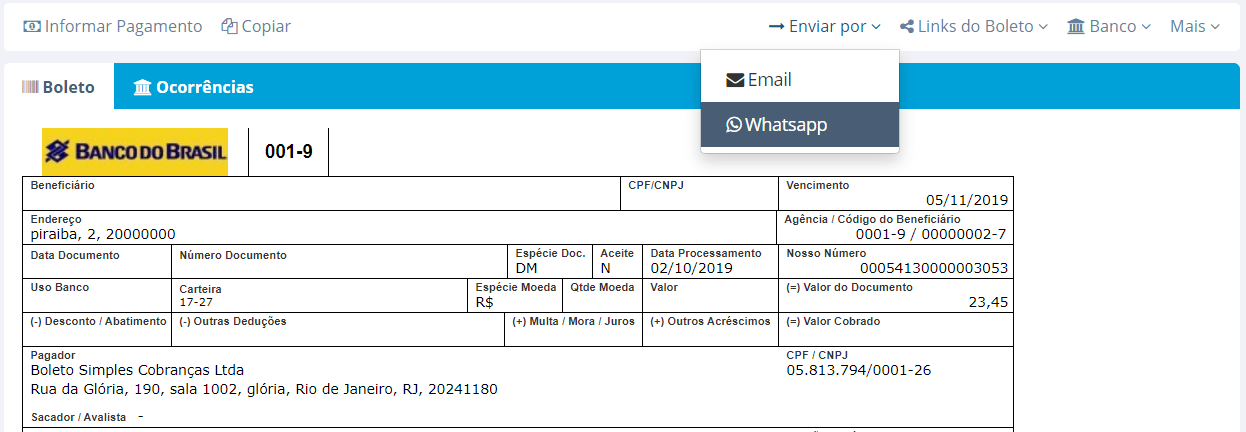 Informar Pagamento Copiar Enviar por Links do Boleto Banco Mais
Email
Whatsapp
Boleto Ocorrências
BANCO DO BRASIL 001-9
Beneficiário CPF/CNPJ Vencimento
05/11/2019
Endereço Agência / Código do Beneficiário
piraiba, 2, 20000000 0001-9 / 00000002-7
Data Documento Número Documento Espécie Doc. Aceite Data Processamento Nosso Número
DM N 02/10/2019 00054130000003053
Uso Banco Carteira Espécie Moeda Qtde Moeda Valor (=) Valor do Documento
17-27 R$ 23,45
(-) Desconto / Abatimento (-) Outras Deduções (+) Multa / Mora / Juros (+) Outros Acréscimos (=) Valor Cobrado
Pagador CPF / CNPJ
Boleto Simples Cobranças Ltda 05.813.794/0001-26
Rua da Glória, 190, sala 1002, glória, Rio de Janeiro, RJ, 20241180
Sacador / Avalista -